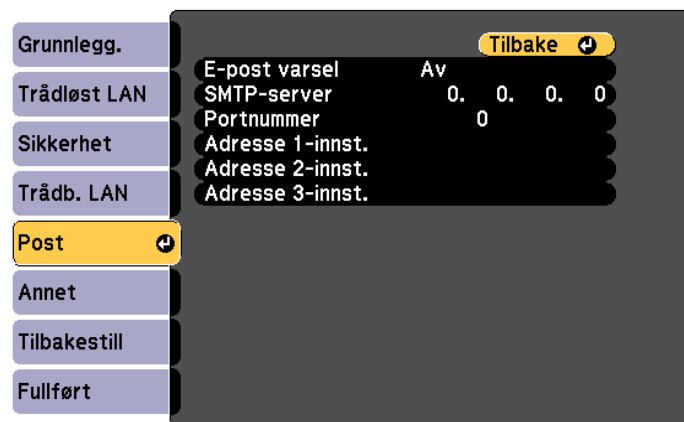 Grunnlegg.
Trådløst LAN
Sikkerhet
Trådb. LAN
Post
Annet
Tilbakestill
Fullført
Tilbake
E-post varsel Av
SMTP-server 0. 0. 0. 0
Portnummer 0
Adresse 1-innst.
Adresse 2-innst.
Adresse 3-innst.